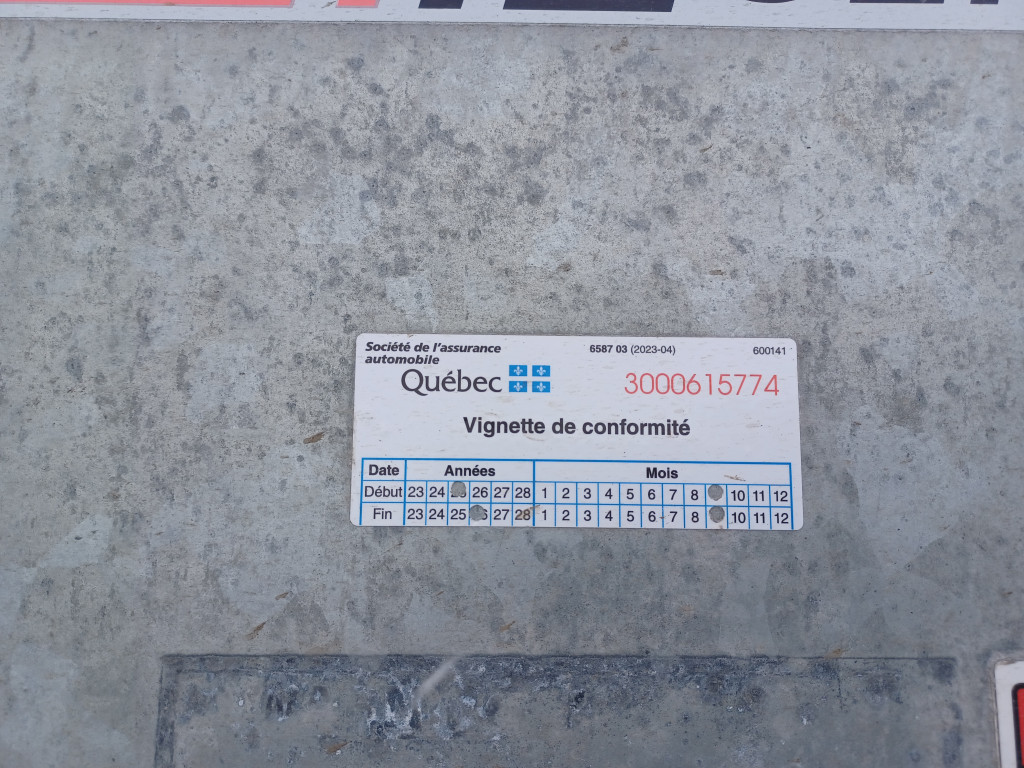 Société de l'assurance
automobile
Québec
6587 03 (2023-04)
600141
3000615774
Vignette de conformité
Date Années Mois
Début 23 24 26 27 28 1 2 3 4 5 6 7 8 10 11 12
Fin 23 24 25 27 28 1 2 3 4 5 6 7 8 10 11 12